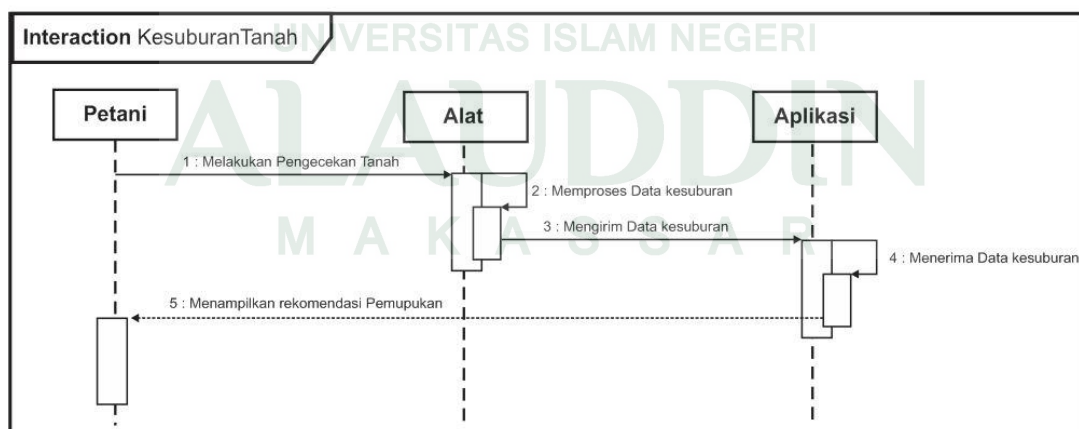 UNIVERSITAS ISLAM NEGERI
Interaction KesuburanTanah
ALAUDDIN
Petani
Alat
Aplikasi
1 : Melakukan Pengecekan Tanah
2 : Memproses Data kesuburan
MAKASSAR
3 : Mengirim Data kesuburan
4 : Menerima Data kesuburan
5 : Menampilkan rekomendasi Pemupukan